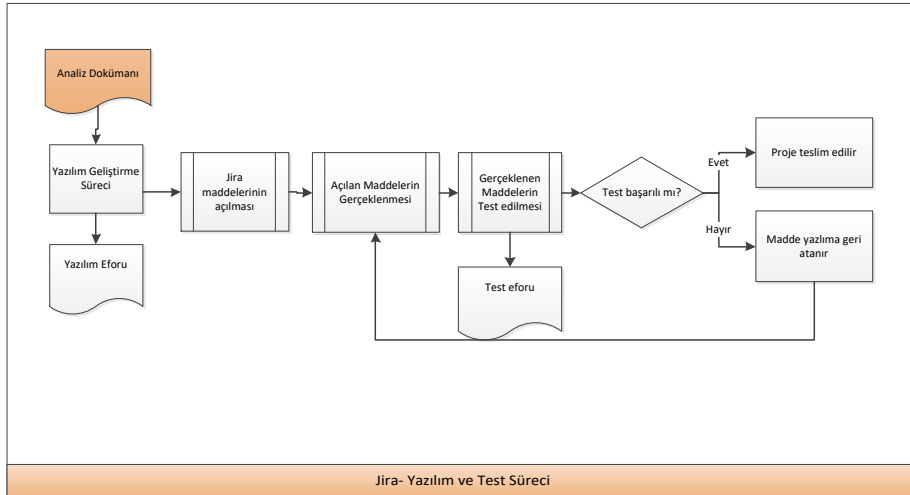 Analiz Dokümanı
Yazılım Geliştirme
Süreci
Yazılım Eforu
Jira
maddelerinin
açılması
Açılan Maddelerin
Gerçeklenmesi
Gerçeklenen
Maddelerin
Test edilmesi
Test eforu
Test başarılı mı?
Evet
Proje teslim edilir
Hayır
Madde yazlıma geri
atanır
Jira- Yazılım ve Test Süreci